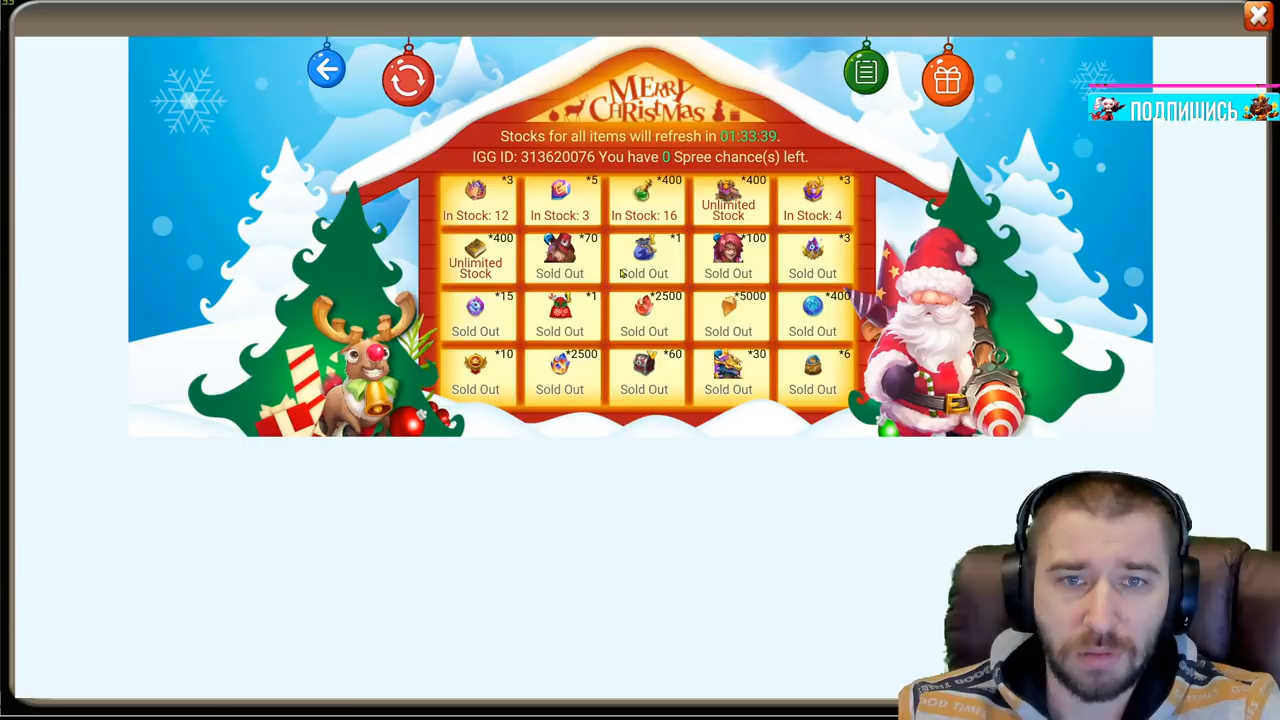 33
MERRY
CHRISTMAS
ПОДПИШИСЬ
Stocks for all items will refresh in 01:33:39.
IGG ID: 313620076 You have 0 Spree chance(s) left.
*3 *5 *400 *400 *3
In Stock: 12 In Stock: 3 In Stock: 16 Unlimited Stock In Stock: 4
*400 *70 *1 *100 *3
Unlimited Stock Sold Out Sold Out Sold Out Sold Out
*15 *1 *2500 *5000 *400
Sold Out Sold Out Sold Out Sold Out Sold Out
*10 *2500 *60 *30 *6
Sold Out Sold Out Sold Out Sold Out Sold Out
GOOD TIME